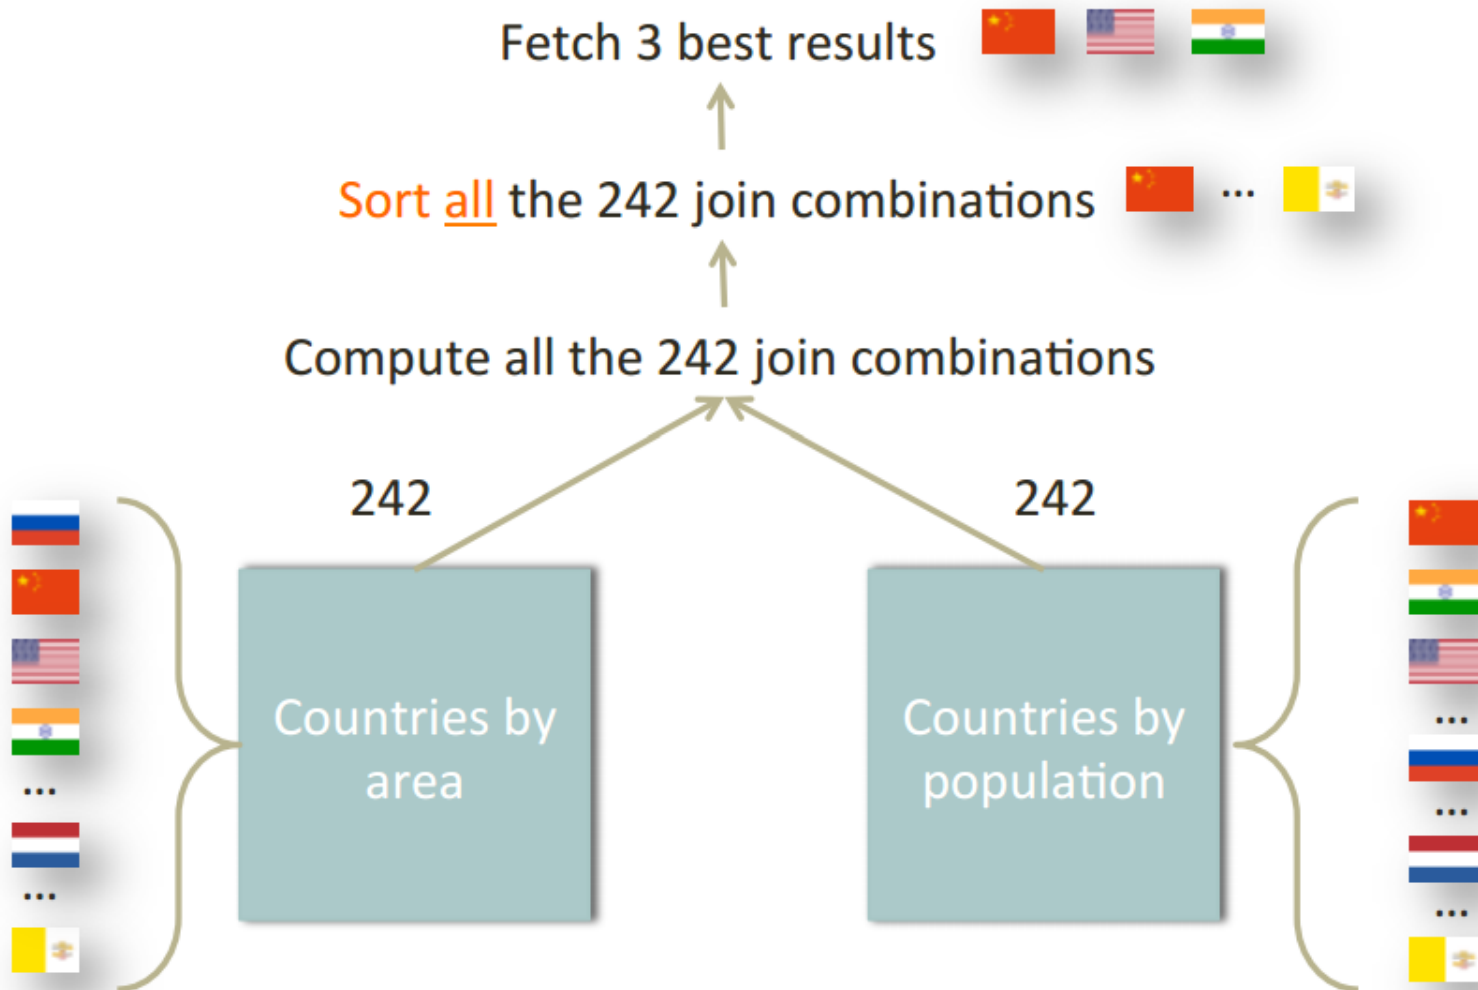 Fetch 3 best results
Sort all the 242 join combinations ...
Compute all the 242 join combinations
242
242
Countries by
area
Countries by
population
...
...
...
...
...